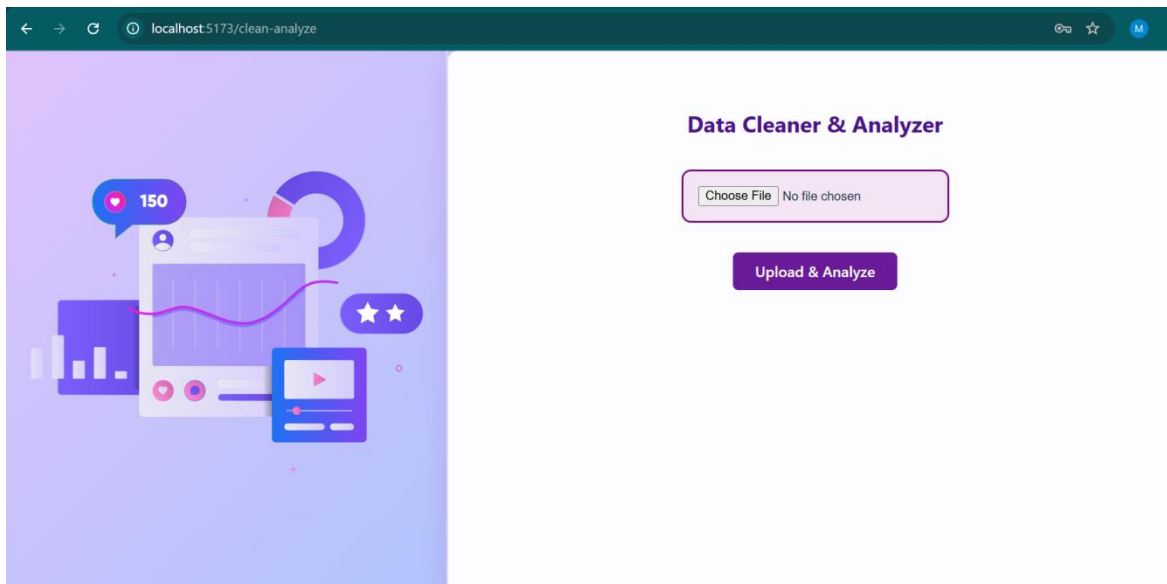 localhost:5173/clean-analyze
M
Data Cleaner & Analyzer
150
Choose File No file chosen
Upload & Analyze